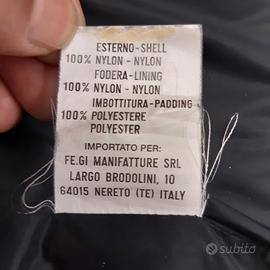 ESTERNO-SHELL
100% NYLON - NYLON
FODERA-LINING
100% NYLON - NYLON
IMBOTTITURA-PADDING
100% POLYESTERE
POLYESTER
IMPORTATO PER:
FE.GI MANIFATTURE SRL
LARGO BRODOLINI, 10
64015 NERETO (TE) ITALY
subito